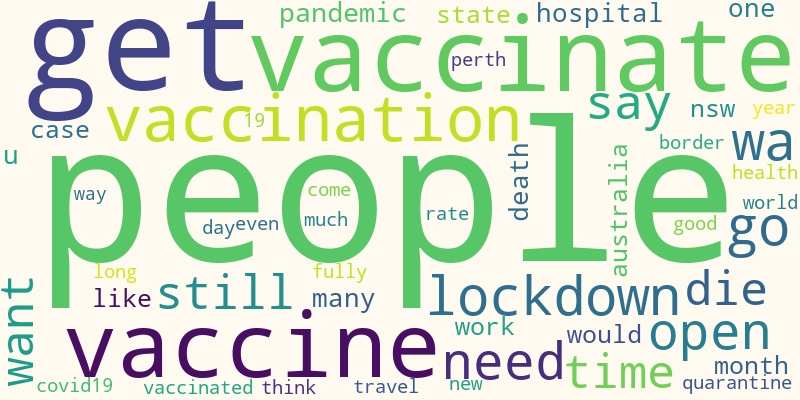 pandemic state hospital one
get vaccinate
perth
vaccination 19 say nsw year
case border wa
u people death australia health
way come world
day even much rate good go
long fully
want like still many lockdown die
vaccine work would open
need time month
covid19 vaccinated think travel new quarantine